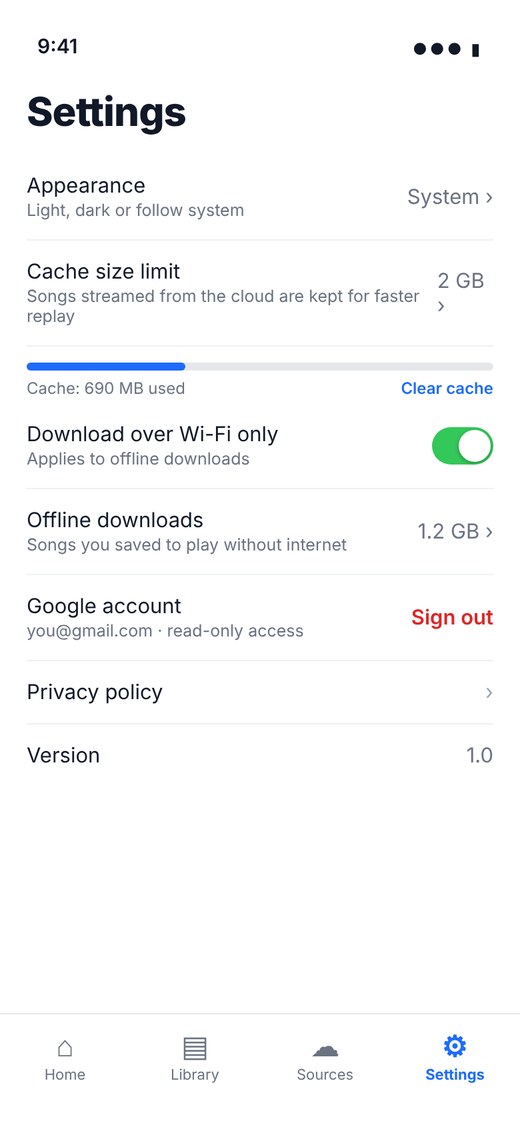 9:41
Settings
Appearance
Light, dark or follow system
System ›
Cache size limit
Songs streamed from the cloud are kept for faster
replay
2 GB
›
Cache: 690 MB used
Clear cache
Download over Wi-Fi only
Applies to offline downloads
Offline downloads
Songs you saved to play without internet
1.2 GB ›
Google account
you@gmail.com · read-only access
Sign out
Privacy policy
›
Version
1.0
Home
Library
Sources
Settings